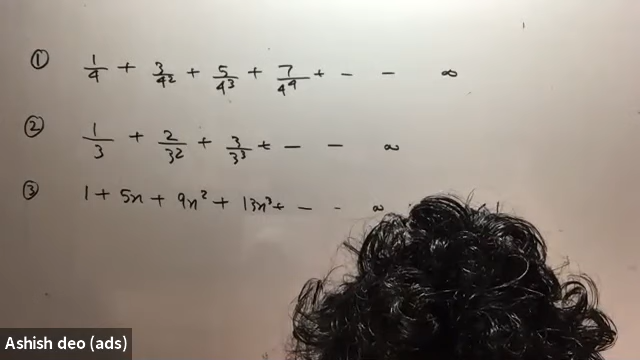 ① 1/4 + 3/4² + 5/4³ + 7/4⁴ + - - ∞
② 1/3 + 2/3² + 3/3³ + - - ∞
③ 1 + 5x + 9x² + 13x³ + - - ∞
Ashish deo (ads)